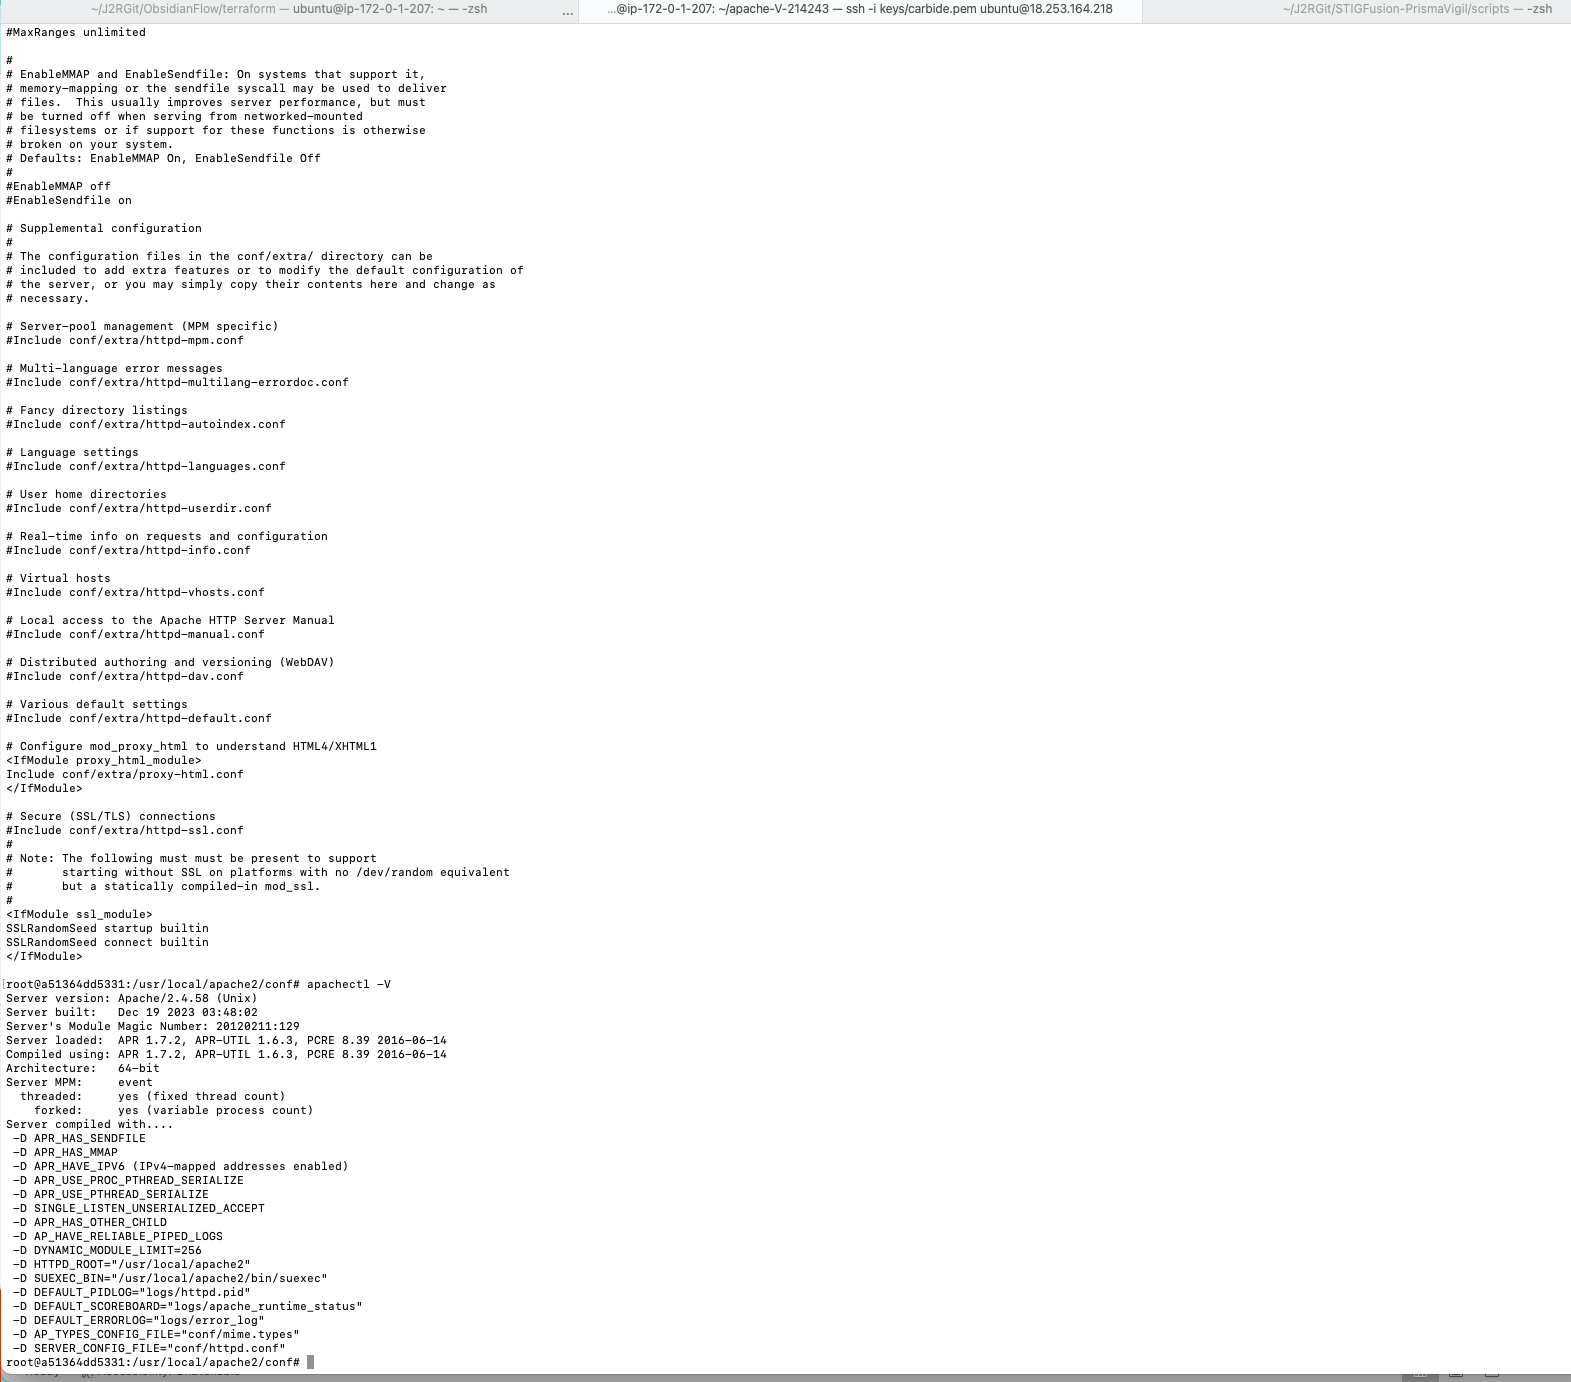 ~/J2RGit/ObsidianFlow/terraform — ubuntu@ip-172-0-1-207: ~ — -zsh ... ...@ip-172-0-1-207: ~/apache-V-214243 — ssh -i keys/carbide.pem ubuntu@18.253.164.218 ~/J2RGit/STIGFusion-PrismaVigil/scripts — -zsh
#MaxRanges unlimited
#
# EnableMMAP and EnableSendfile: On systems that support it,
# memory-mapping or the sendfile syscall may be used to deliver
# files.  This usually improves server performance, but must
# be turned off when serving from networked-mounted
# filesystems or if support for these functions is otherwise
# broken on your system.
# Defaults: EnableMMAP On, EnableSendfile Off
#
#EnableMMAP off
#EnableSendfile on
# Supplemental configuration
#
# The configuration files in the conf/extra/ directory can be
# included to add extra features or to modify the default configuration of
# the server, or you may simply copy their contents here and change as
# necessary.
# Server-pool management (MPM specific)
#Include conf/extra/httpd-mpm.conf
# Multi-language error messages
#Include conf/extra/httpd-multilang-errordoc.conf
# Fancy directory listings
#Include conf/extra/httpd-autoindex.conf
# Language settings
#Include conf/extra/httpd-languages.conf
# User home directories
#Include conf/extra/httpd-userdir.conf
# Real-time info on requests and configuration
#Include conf/extra/httpd-info.conf
# Virtual hosts
#Include conf/extra/httpd-vhosts.conf
# Local access to the Apache HTTP Server Manual
#Include conf/extra/httpd-manual.conf
# Distributed authoring and versioning (WebDAV)
#Include conf/extra/httpd-dav.conf
# Various default settings
#Include conf/extra/httpd-default.conf
# Configure mod_proxy_html to understand HTML4/XHTML1
<IfModule proxy_html_module>
Include conf/extra/proxy-html.conf
</IfModule>
# Secure (SSL/TLS) connections
#Include conf/extra/httpd-ssl.conf
#
# Note: The following must must be present to support
#       starting without SSL on platforms with no /dev/random equivalent
#       but a statically compiled-in mod_ssl.
#
<IfModule ssl_module>
SSLRandomSeed startup builtin
SSLRandomSeed connect builtin
</IfModule>
[root@a51364dd5331:/usr/local/apache2/conf# apachectl -V
Server version: Apache/2.4.58 (Unix)
Server built:   Dec 19 2023 03:48:02
Server's Module Magic Number: 20120211:129
Server loaded:  APR 1.7.2, APR-UTIL 1.6.3, PCRE 8.39 2016-06-14
Compiled using: APR 1.7.2, APR-UTIL 1.6.3, PCRE 8.39 2016-06-14
Architecture:   64-bit
Server MPM:     event
  threaded:     yes (fixed thread count)
    forked:     yes (variable process count)
Server compiled with....
 -D APR_HAS_SENDFILE
 -D APR_HAS_MMAP
 -D APR_HAVE_IPV6 (IPv4-mapped addresses enabled)
 -D APR_USE_PROC_PTHREAD_SERIALIZE
 -D APR_USE_PTHREAD_SERIALIZE
 -D SINGLE_LISTEN_UNSERIALIZED_ACCEPT
 -D APR_HAS_OTHER_CHILD
 -D AP_HAVE_RELIABLE_PIPED_LOGS
 -D DYNAMIC_MODULE_LIMIT=256
 -D HTTPD_ROOT="/usr/local/apache2"
 -D SUEXEC_BIN="/usr/local/apache2/bin/suexec"
 -D DEFAULT_PIDLOG="logs/httpd.pid"
 -D DEFAULT_SCOREBOARD="logs/apache_runtime_status"
 -D DEFAULT_ERRORLOG="logs/error_log"
 -D AP_TYPES_CONFIG_FILE="conf/mime.types"
 -D SERVER_CONFIG_FILE="conf/httpd.conf"
root@a51364dd5331:/usr/local/apache2/conf#